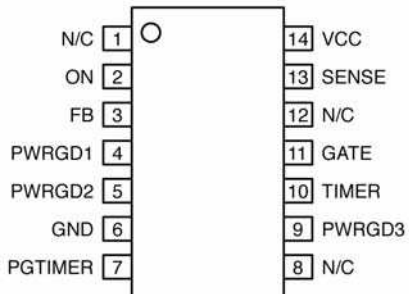 N/C 1 14 VCC
ON 2 13 SENSE
FB 3 12 N/C
PWRGD1 4 11 GATE
PWRGD2 5 10 TIMER
GND 6 9 PWRGD3
PGTIMER 7 8 N/C